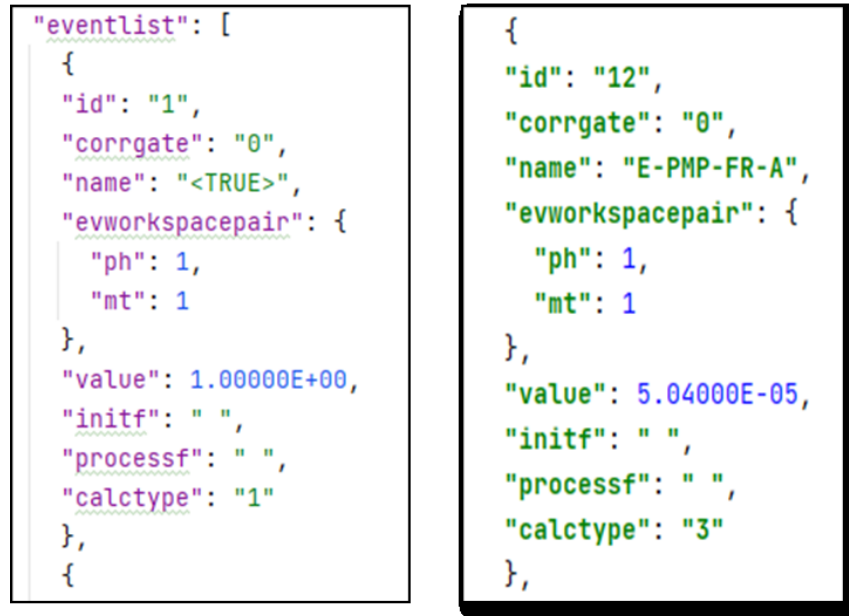 "eventlist": [
{
"id": "1",
"corrgate": "0",
"name": "<TRUE>",
"evworkspacepair": {
"ph": 1,
"mt": 1
},
"value": 1.00000E+00,
"initf": " ",
"processf": " ",
"calctype": "1"
},
{
{
"id": "12",
"corrgate": "0",
"name": "E-PMP-FR-A",
"evworkspacepair": {
"ph": 1,
"mt": 1
},
"value": 5.04000E-05,
"initf": " ",
"processf": " ",
"calctype": "3"
},